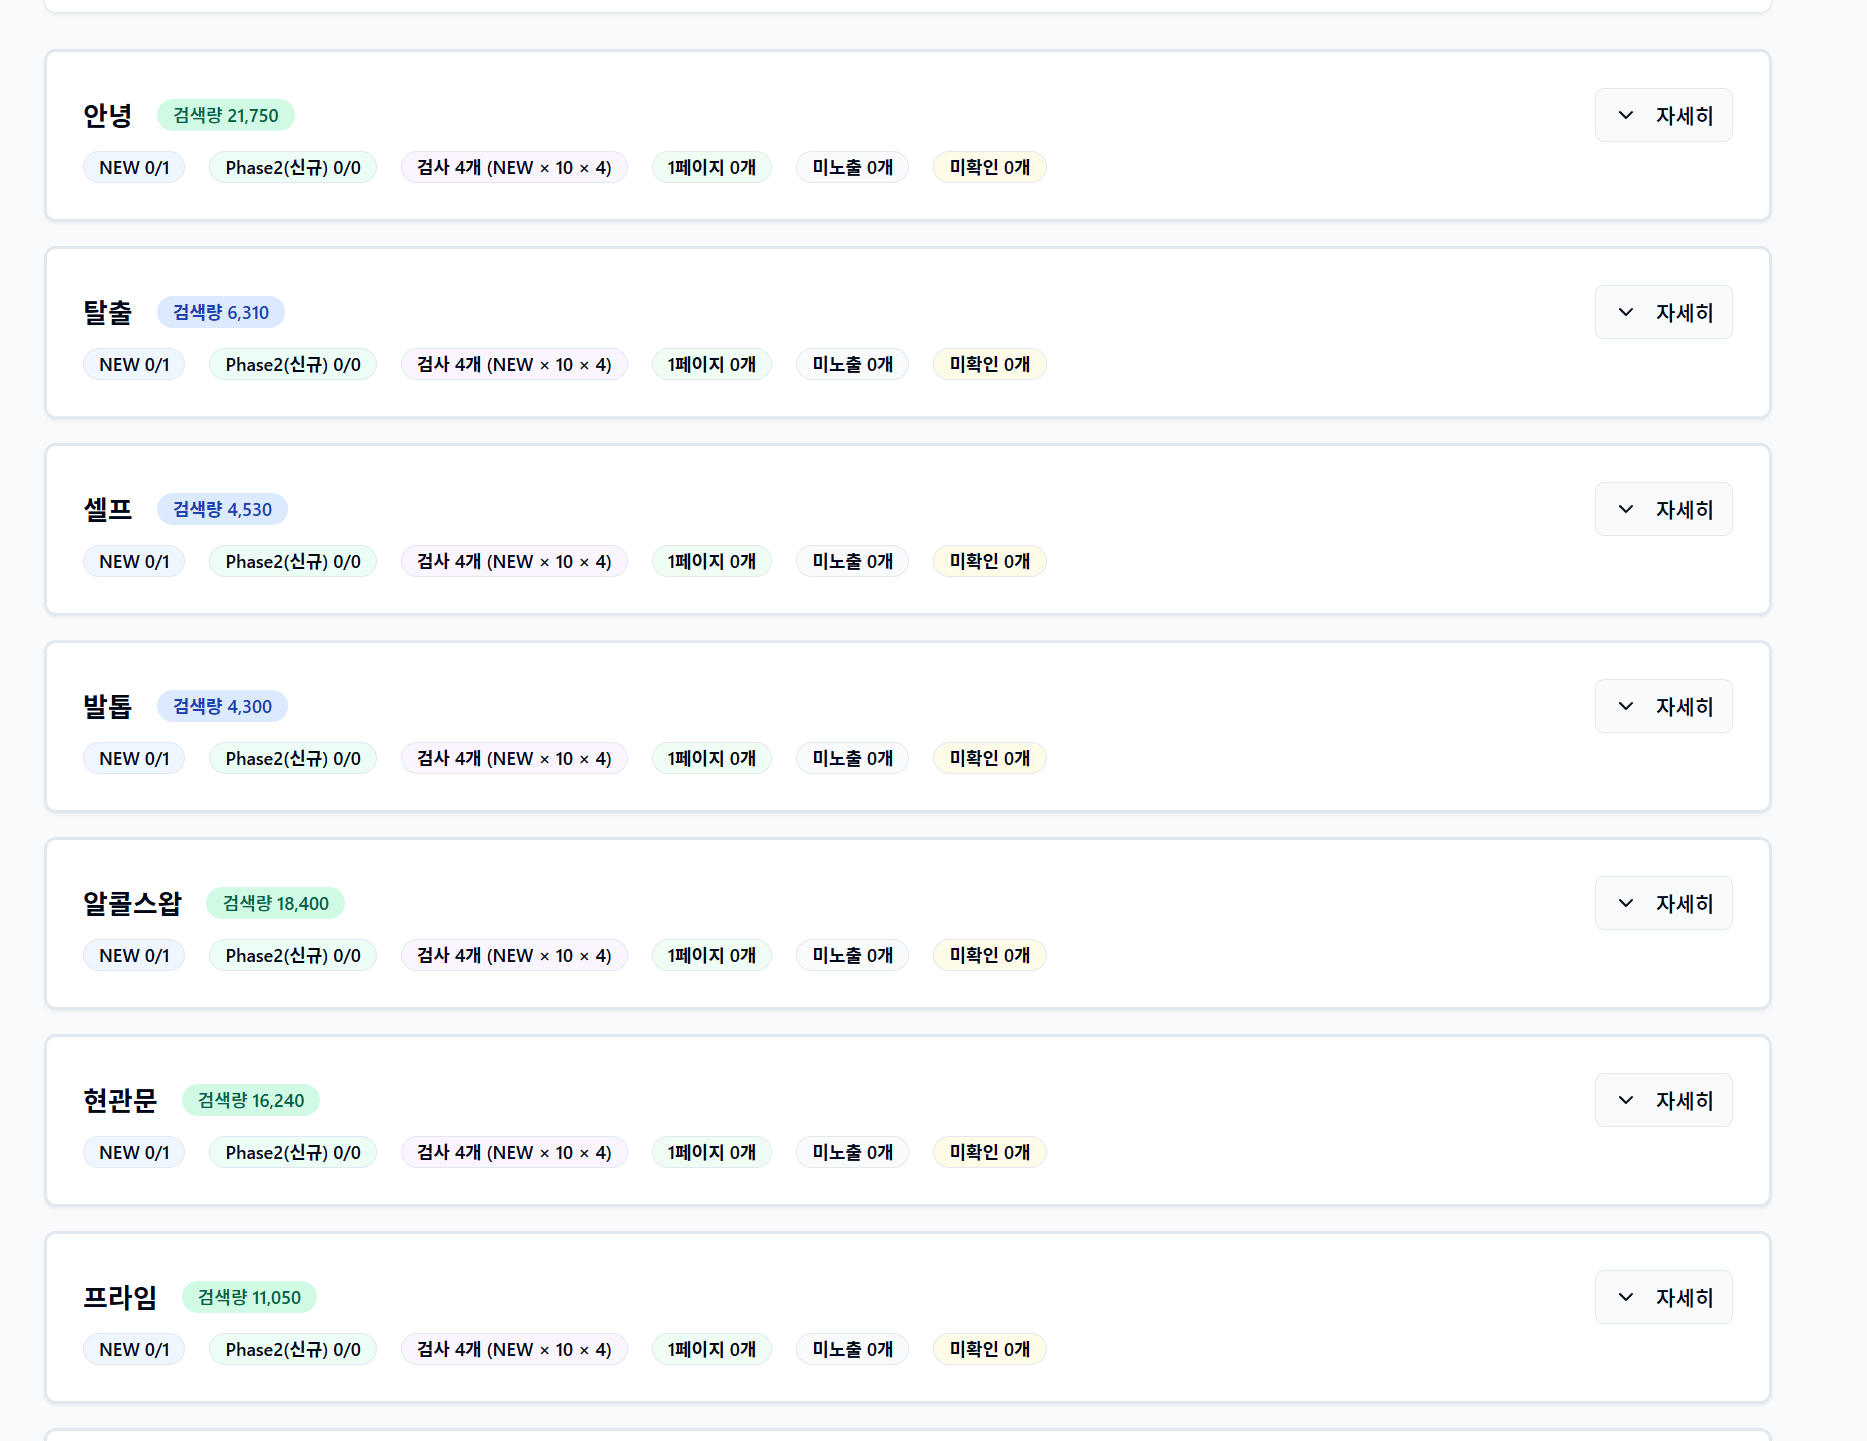 안녕 검색량 21,750 자세히
NEW 0/1 Phase2(신규) 0/0 검사 4개 (NEW × 10 × 4) 1페이지 0개 미노출 0개 미확인 0개
탈출 검색량 6,310 자세히
NEW 0/1 Phase2(신규) 0/0 검사 4개 (NEW × 10 × 4) 1페이지 0개 미노출 0개 미확인 0개
셀프 검색량 4,530 자세히
NEW 0/1 Phase2(신규) 0/0 검사 4개 (NEW × 10 × 4) 1페이지 0개 미노출 0개 미확인 0개
발톱 검색량 4,300 자세히
NEW 0/1 Phase2(신규) 0/0 검사 4개 (NEW × 10 × 4) 1페이지 0개 미노출 0개 미확인 0개
알콜스왑 검색량 18,400 자세히
NEW 0/1 Phase2(신규) 0/0 검사 4개 (NEW × 10 × 4) 1페이지 0개 미노출 0개 미확인 0개
현관문 검색량 16,240 자세히
NEW 0/1 Phase2(신규) 0/0 검사 4개 (NEW × 10 × 4) 1페이지 0개 미노출 0개 미확인 0개
프라임 검색량 11,050 자세히
NEW 0/1 Phase2(신규) 0/0 검사 4개 (NEW × 10 × 4) 1페이지 0개 미노출 0개 미확인 0개